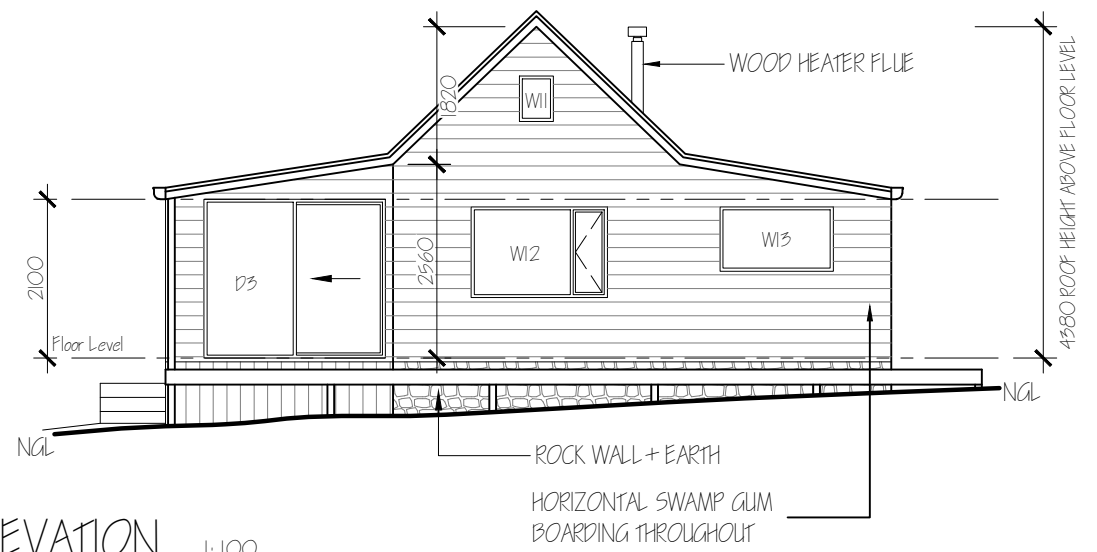 WOOD HEATER FLUE
1820
W11
4380 ROOF HEIGHT ABOVE FLOOR LEVEL
2100
2560
D3
W12
W13
Floor Level
NGL
NGL
ROCK WALL + EARTH
HORIZONTAL SWAMP GUM
BOARDING THROUGHOUT
EVATION 1:100